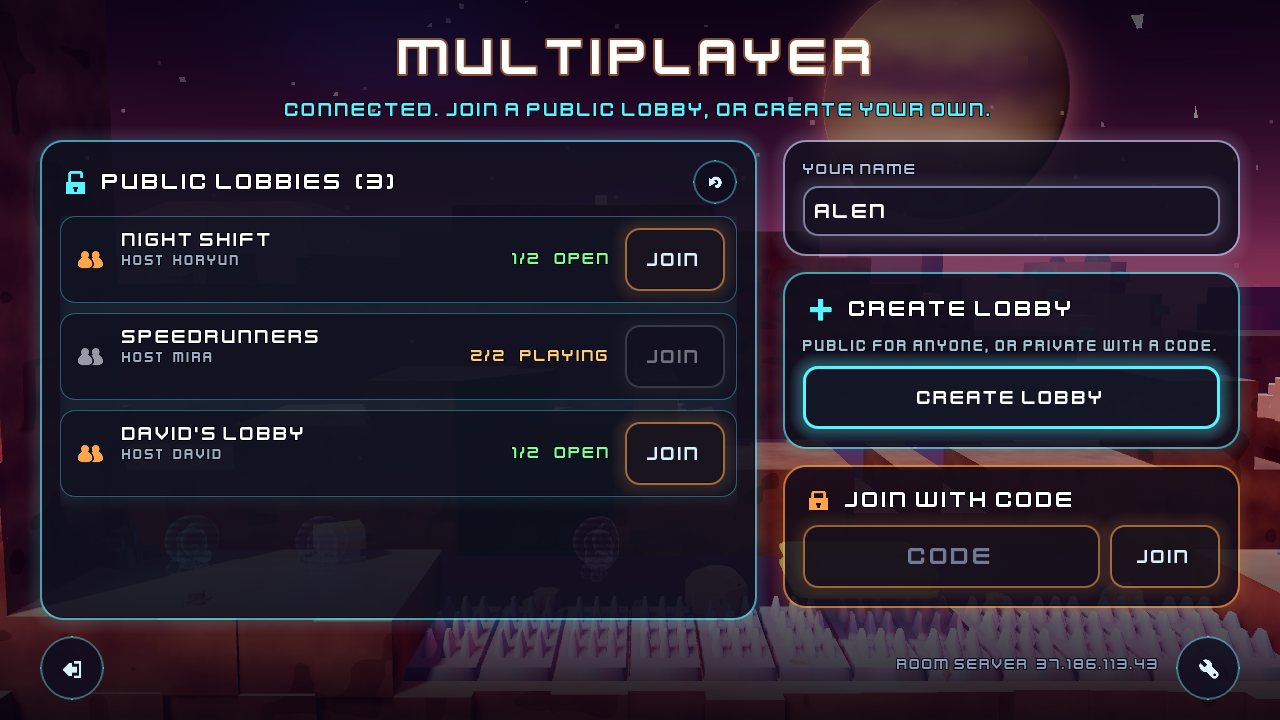 MULTIPLAYER
CONNECTED. JOIN A PUBLIC LOBBY, OR CREATE YOUR OWN.
PUBLIC LOBBIES (3)
NIGHT SHIFT
HOST HORYUN
1/2 OPEN
JOIN
SPEEDRUNNERS
HOST MIRA
2/2 PLAYING
JOIN
DAVID'S LOBBY
HOST DAVID
1/2 OPEN
JOIN
YOUR NAME
ALEN
CREATE LOBBY
PUBLIC FOR ANYONE, OR PRIVATE WITH A CODE.
CREATE LOBBY
JOIN WITH CODE
CODE
JOIN
ROOM SERVER 37.186.113.43